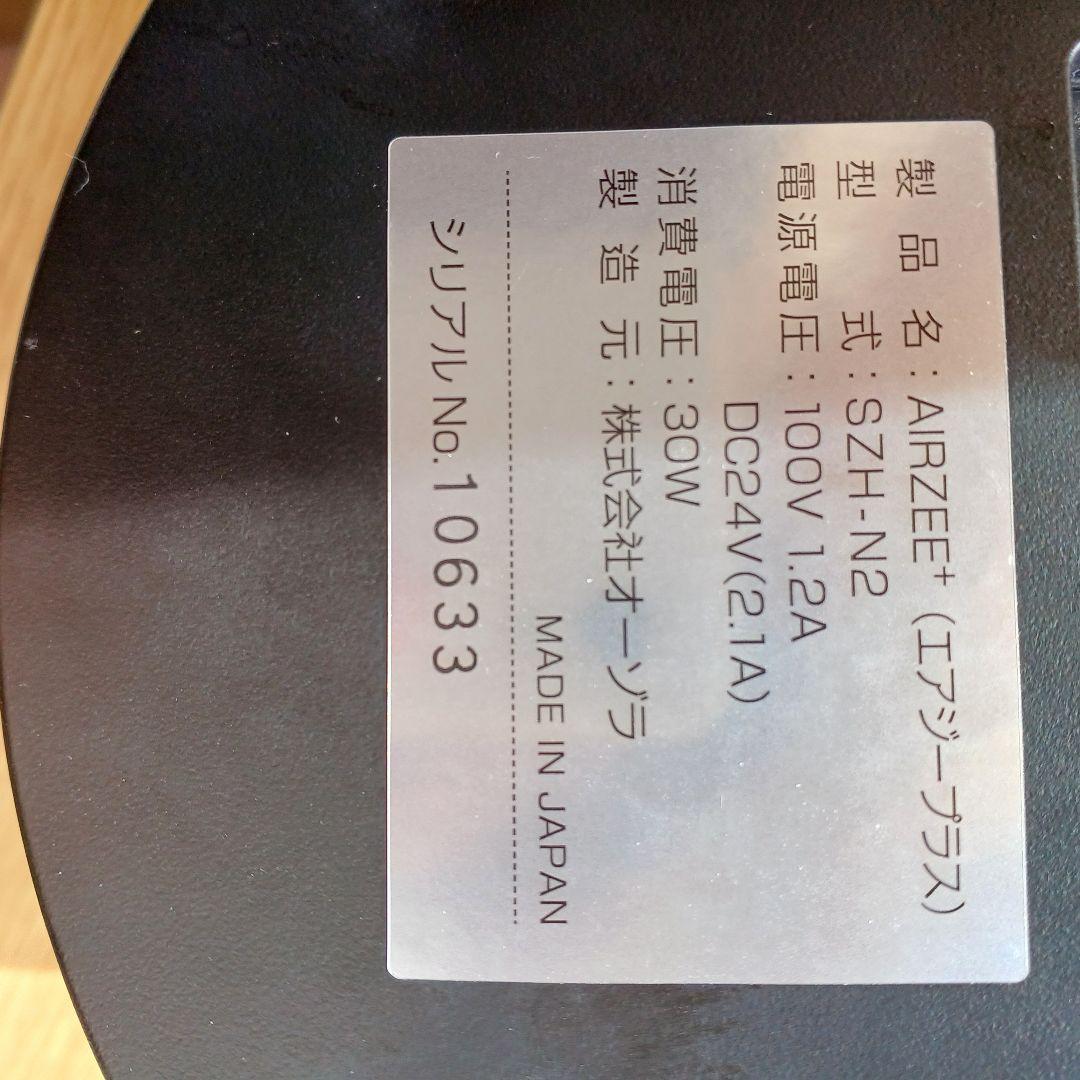 製品名：AIRZEE⁺（エアジープラス）
型式：SZH-N2
電源電圧：100V 1.2A
DC24V(2.1A)
消費電圧：30W
製造元：株式会社オーゾラ
MADE IN JAPAN
シリアルNo.10633